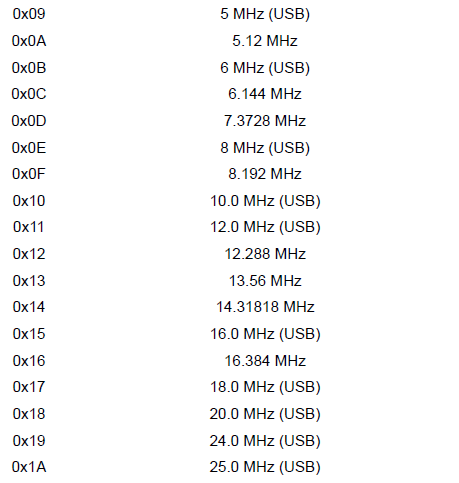 0x09 5 MHz (USB)
0x0A 5.12 MHz
0x0B 6 MHz (USB)
0x0C 6.144 MHz
0x0D 7.3728 MHz
0x0E 8 MHz (USB)
0x0F 8.192 MHz
0x10 10.0 MHz (USB)
0x11 12.0 MHz (USB)
0x12 12.288 MHz
0x13 13.56 MHz
0x14 14.31818 MHz
0x15 16.0 MHz (USB)
0x16 16.384 MHz
0x17 18.0 MHz (USB)
0x18 20.0 MHz (USB)
0x19 24.0 MHz (USB)
0x1A 25.0 MHz (USB)